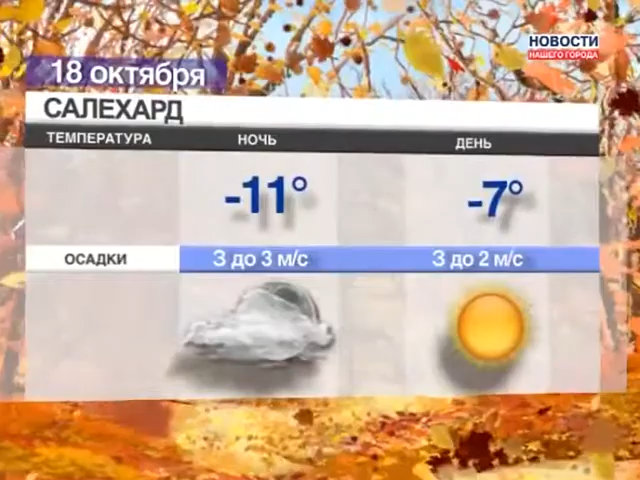 НОВОСТИ
НАШЕГО ГОРОДА
18 октября
САЛЕХАРД
ТЕМПЕРАТУРА НОЧЬ ДЕНЬ
-11° -7°
ОСАДКИ З до 3 м/с З до 2 м/с